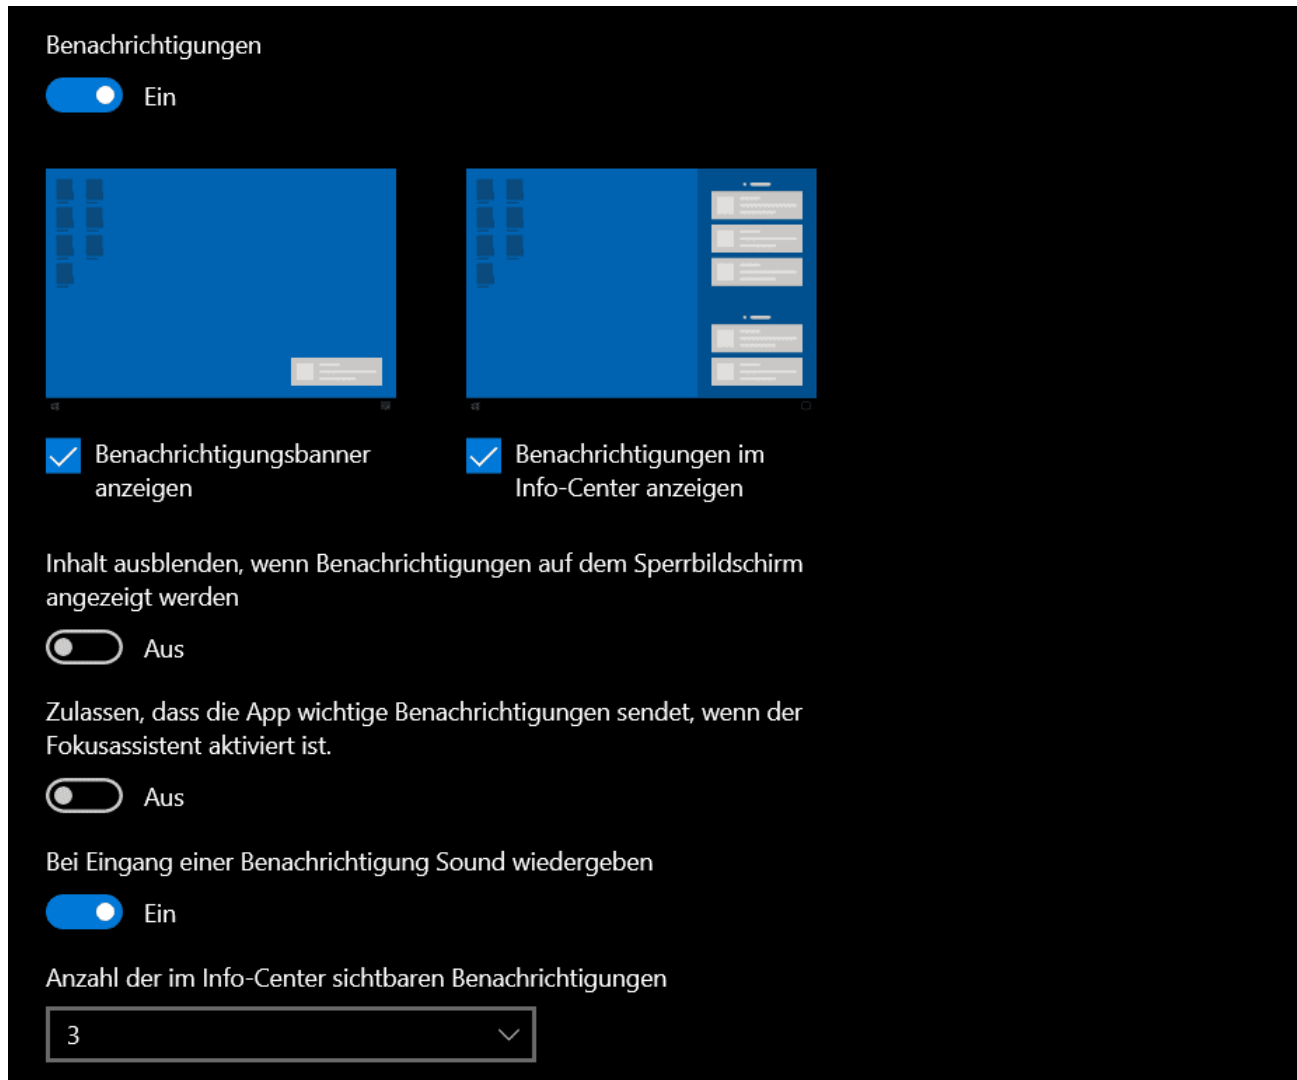 Benachrichtigungen
Ein
Benachrichtigungsbanner
anzeigen
Benachrichtigungen im
Info-Center anzeigen
Inhalt ausblenden, wenn Benachrichtigungen auf dem Sperrbildschirm
angezeigt werden
Aus
Zulassen, dass die App wichtige Benachrichtigungen sendet, wenn der
Fokusassistent aktiviert ist.
Aus
Bei Eingang einer Benachrichtigung Sound wiedergeben
Ein
Anzahl der im Info-Center sichtbaren Benachrichtigungen
3